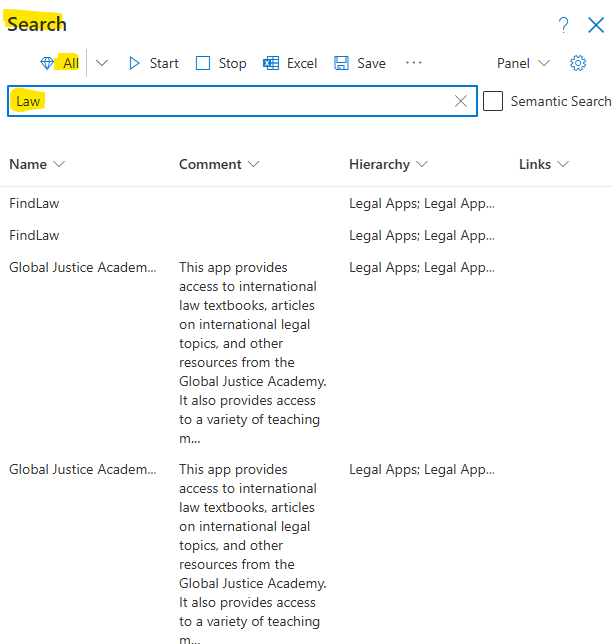 Search ?
All Start Stop Excel Save ... Panel
Law Semantic Search
Name Comment Hierarchy Links
FindLaw Legal Apps; Legal App...
FindLaw Legal Apps; Legal App...
Global Justice Academ... This app provides Legal Apps; Legal App...
access to international
law textbooks, articles
on international legal
topics, and other
resources from the
Global Justice Academy.
It also provides access
to a variety of teaching
m...
Global Justice Academ... This app provides Legal Apps; Legal App...
access to international
law textbooks, articles
on international legal
topics, and other
resources from the
Global Justice Academy.
It also provides access
to a variety of teaching
m...